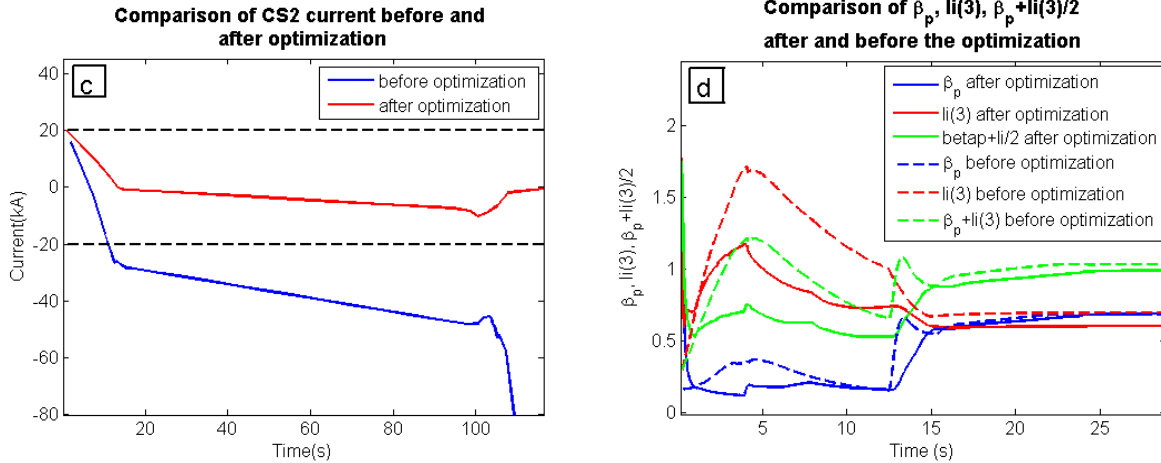 Comparison of CS2 current before and
after optimization
c
before optimization
after optimization
40
20
0
-20
-40
-60
-80
Current(kA)
20
40
60
80
100
Time(s)
Comparison of βp, li(3), βp+li(3)/2
after and before the optimization
d
βp after optimization
li(3) after optimization
betap+li/2 after optimization
βp before optimization
li(3) before optimization
βp+li(3) before optimization
2
1.5
1
0.5
0
βp, li(3), βp+li(3)/2
5
10
15
20
25
Time (s)